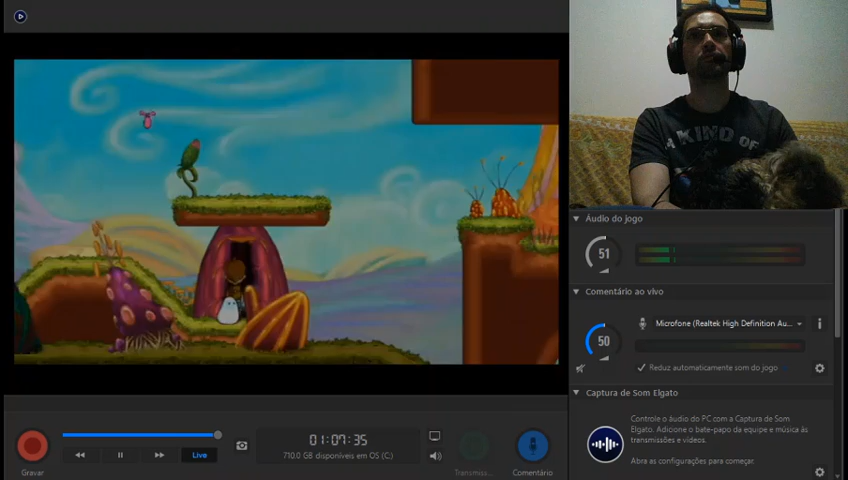 A KIND OF
Áudio do jogo
51
Comentário ao vivo
Microfone (Realtek High Definition Au...
50
Reduz automaticamente som do jogo
Captura de Som Elgato
Controle o áudio do PC com a Captura de Som
Elgato. Adicione o bate-papo da equipe e música às
transmissões e vídeos.
Abra as configurações para começar.
01:07:35
710.0 GB disponíveis em OS (C:)
Live
Gravar
Transmiss...
Comentário